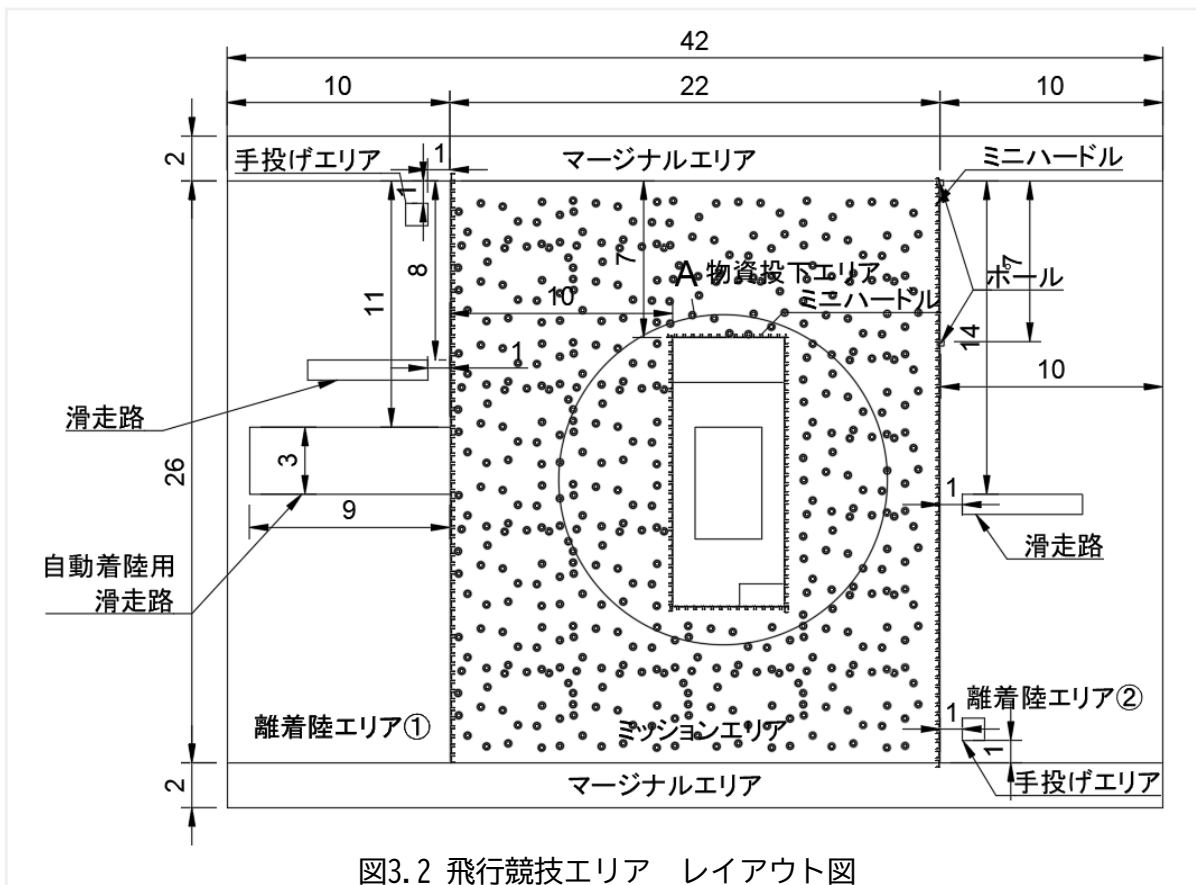 42
10
22
10
2
手投げエリア
1
マージナルエリア
ミニハードル
1
8
11
7
A 物資投下エリア
ミニハードル
10
7
ポール
14
1
10
滑走路
26
3
9
1
滑走路
自動着陸用
滑走路
離着陸エリア①
ミッションエリア
1
離着陸エリア②
1
2
マージナルエリア
手投げエリア
図3.2 飛行競技エリア レイアウト図